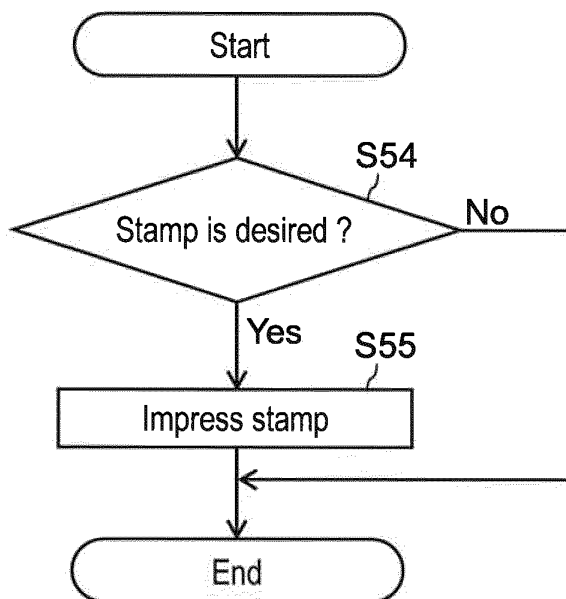 Start
S54
Stamp is desired ?
No
Yes
S55
Impress stamp
End